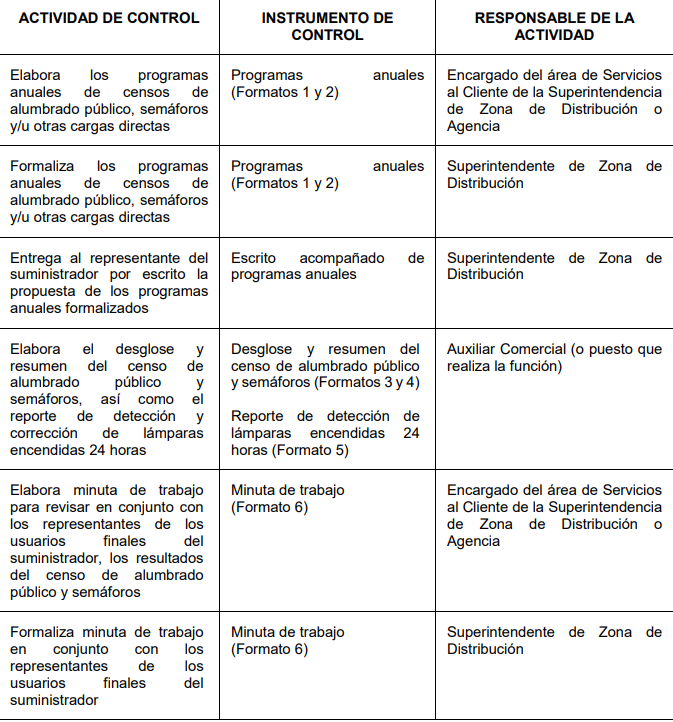 ACTIVIDAD DE CONTROL
INSTRUMENTO DE
CONTROL
RESPONSABLE DE LA
ACTIVIDAD
Elabora los programas
anuales de censos de
alumbrado público, semáforos
y/u otras cargas directas
Programas anuales
(Formatos 1 y 2)
Encargado del área de Servicios
al Cliente de la Superintendencia
de Zona de Distribución o
Agencia
Formaliza los programas
anuales de censos de
alumbrado público, semáforos
y/u otras cargas directas
Programas anuales
(Formatos 1 y 2)
Superintendente de Zona de
Distribución
Entrega al representante del
suministrador por escrito la
propuesta de los programas
anuales formalizados
Escrito acompañado de
programas anuales
Superintendente de Zona de
Distribución
Elabora el desglose y
resumen del censo de
alumbrado público y
semáforos, así como el
reporte de detección y
corrección de lámparas
encendidas 24 horas
Desglose y resumen del
censo de alumbrado público
y semáforos (Formatos 3 y 4)
Reporte de detección de
lámparas encendidas 24
horas (Formato 5)
Auxiliar Comercial (o puesto que
realiza la función)
Elabora minuta de trabajo
para revisar en conjunto con
los representantes de los
usuarios finales del
suministrador, los resultados
del censo de alumbrado
público y semáforos
Minuta de trabajo
(Formato 6)
Encargado del área de Servicios
al Cliente de la Superintendencia
de Zona de Distribución o
Agencia
Formaliza minuta de trabajo
en conjunto con los
representantes de los
usuarios finales del
suministrador
Minuta de trabajo
(Formato 6)
Superintendente de Zona de
Distribución